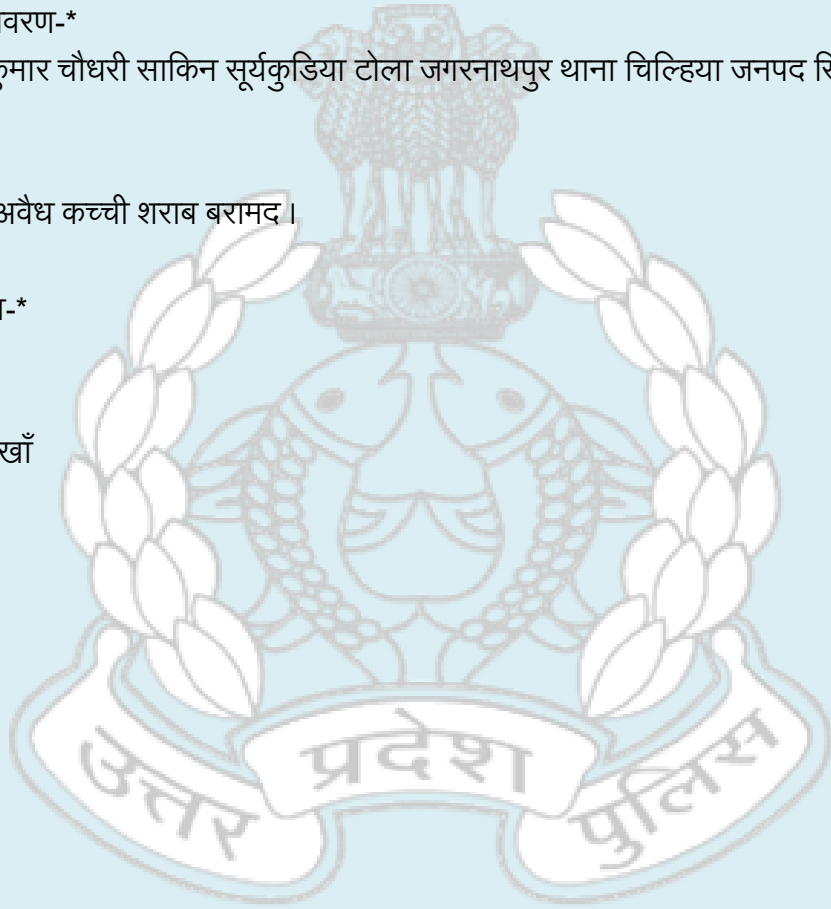 वरण-*
कुमार चौधरी साकिन सूर्यकुडिया टोला जगरनाथपुर थाना चिल्हिया जनपद सि
अवैध कच्ची शराब बरामद।
-*
खाँ
उत्तर प्रदेश पुलिस